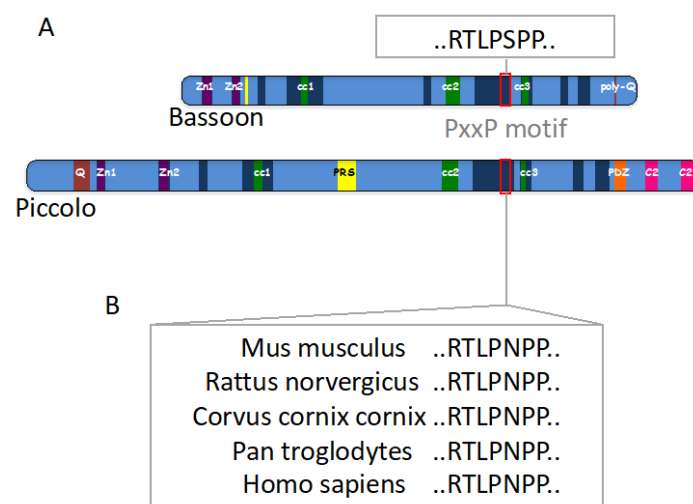 A
..RTLPSPP..
Zn1 Zn2 cc1 cc2 cc3 poly-Q
Bassoon
PxxP motif
Q Zn1 Zn2 cc1 PRS cc2 cc3 PDZ C2 C2
Piccolo
B
Mus musculus ..RTLPNPP..
Rattus norvergicus ..RTLPNPP..
Corvus cornix cornix ..RTLPNPP..
Pan troglodytes ..RTLPNPP..
Homo sapiens ..RTLPNPP..